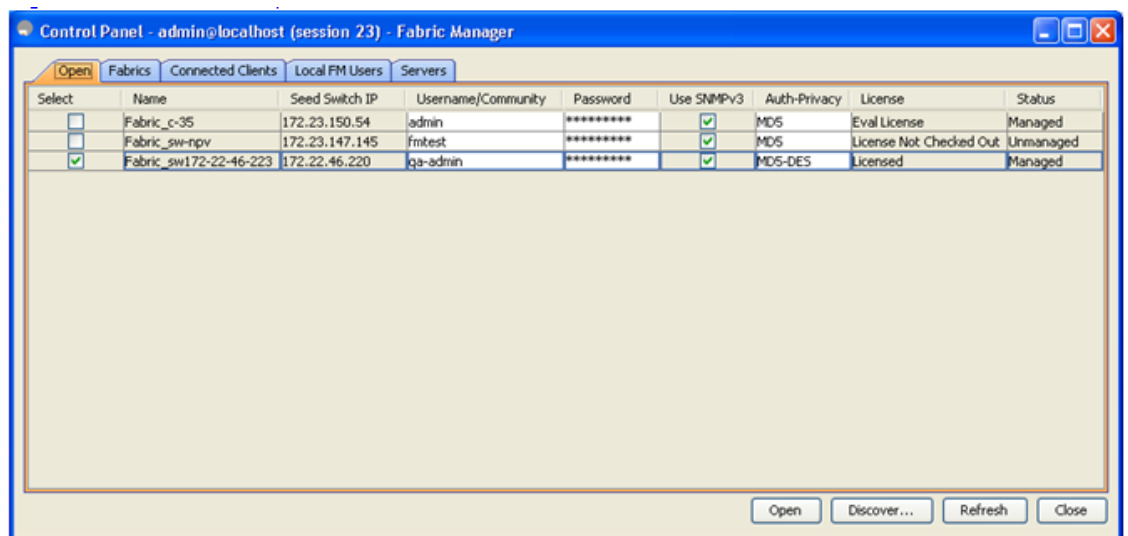 Control Panel - admin@localhost (session 23) - Fabric Manager
Open Fabrics Connected Clients Local FM Users Servers
Select Name Seed Switch IP Username/Community Password Use SNMPv3 Auth-Privacy License Status
Fabric_c-35 172.23.150.54 admin ********* MD5 Eval License Managed
Fabric_sw-npv 172.23.147.145 fmtest ********* MD5 License Not Checked Out Unmanaged
Fabric_sw172-22-46-223 172.22.46.220 qa-admin ********* MD5-DES Licensed Managed
Open Discover... Refresh Close